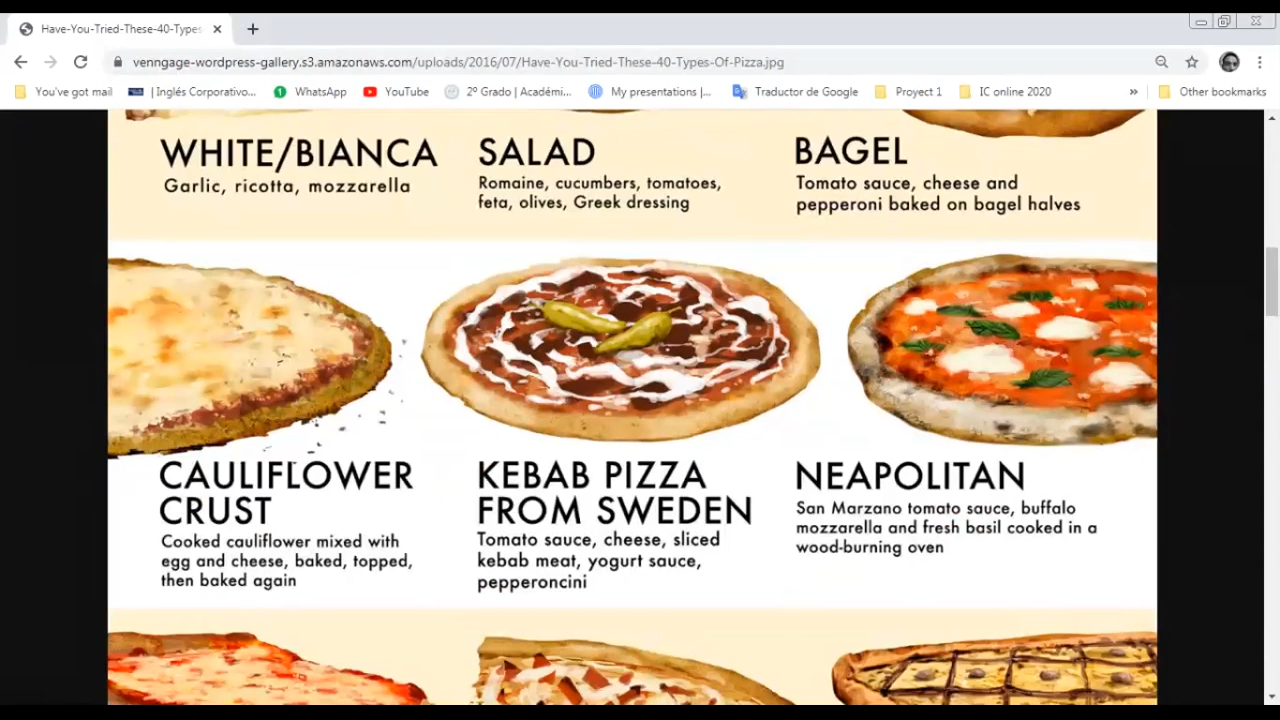 Have-You-Tried-These-40-Types
venngage-wordpress-gallery.s3.amazonaws.com/uploads/2016/07/Have-You-Tried-These-40-Types-Of-Pizza.jpg
You've got mail
| Inglés Corporativo...
WhatsApp
YouTube
2º Grado | Académi...
My presentations |...
Traductor de Google
Proyect 1
IC online 2020
»
Other bookmarks
WHITE/BIANCA
Garlic, ricotta, mozzarella
SALAD
Romaine, cucumbers, tomatoes,
feta, olives, Greek dressing
BAGEL
Tomato sauce, cheese and
pepperoni baked on bagel halves
CAULIFLOWER
CRUST
Cooked cauliflower mixed with
egg and cheese, baked, topped,
then baked again
KEBAB PIZZA
FROM SWEDEN
Tomato sauce, cheese, sliced
kebab meat, yogurt sauce,
pepperoncini
NEAPOLITAN
San Marzano tomato sauce, buffalo
mozzarella and fresh basil cooked in a
wood-burning oven